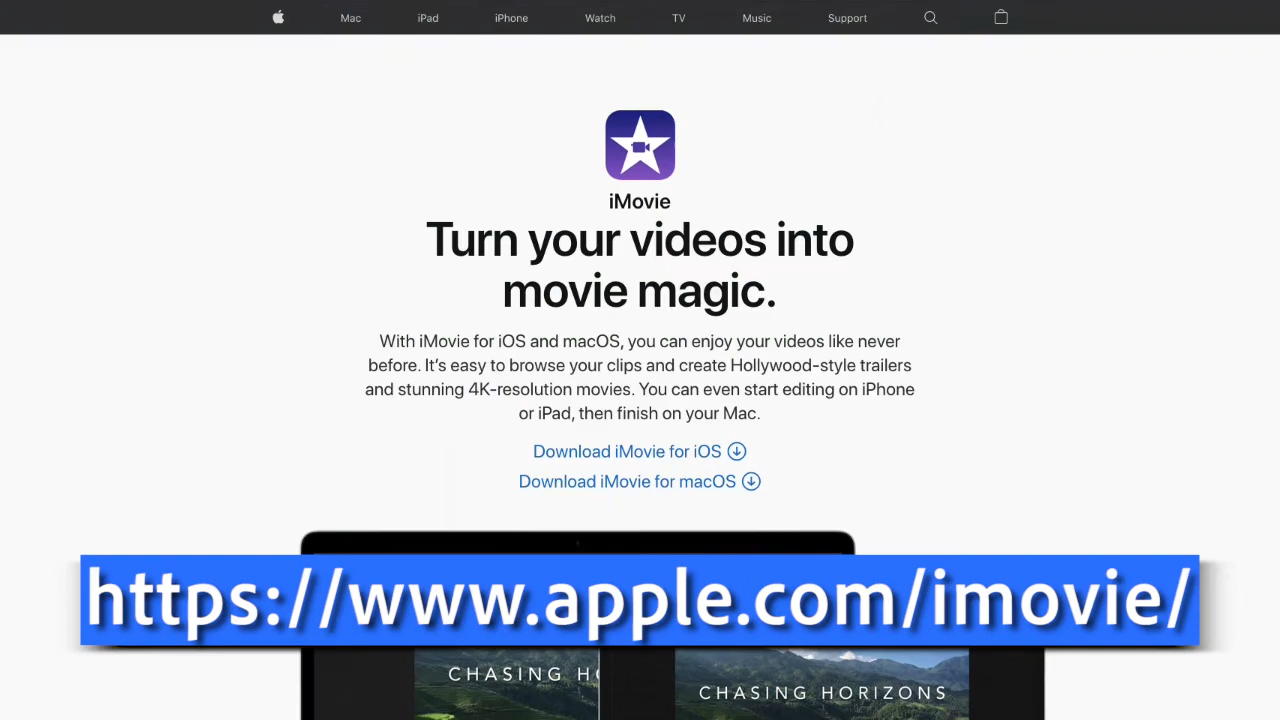 Mac iPad iPhone Watch TV Music Support
iMovie
Turn your videos into
movie magic.
With iMovie for iOS and macOS, you can enjoy your videos like never
before. It’s easy to browse your clips and create Hollywood-style trailers
and stunning 4K-resolution movies. You can even start editing on iPhone
or iPad, then finish on your Mac.
Download iMovie for iOS
Download iMovie for macOS
https://www.apple.com/imovie/
CHASING HO
CHASING HORIZONS